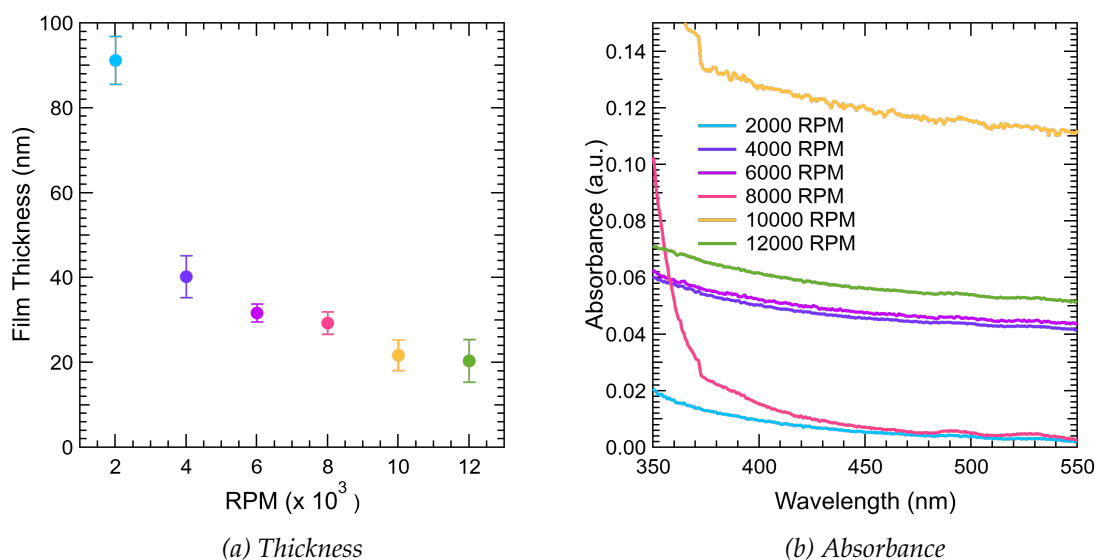 100
80
60
40
20
0
Film Thickness (nm)
2 4 6 8 10 12
RPM (x 10³)
(a) Thickness
0.14
0.12
0.10
0.08
0.06
0.04
0.02
0.00
Absorbance (a.u.)
2000 RPM
4000 RPM
6000 RPM
8000 RPM
10000 RPM
12000 RPM
350 400 450 500 550
Wavelength (nm)
(b) Absorbance